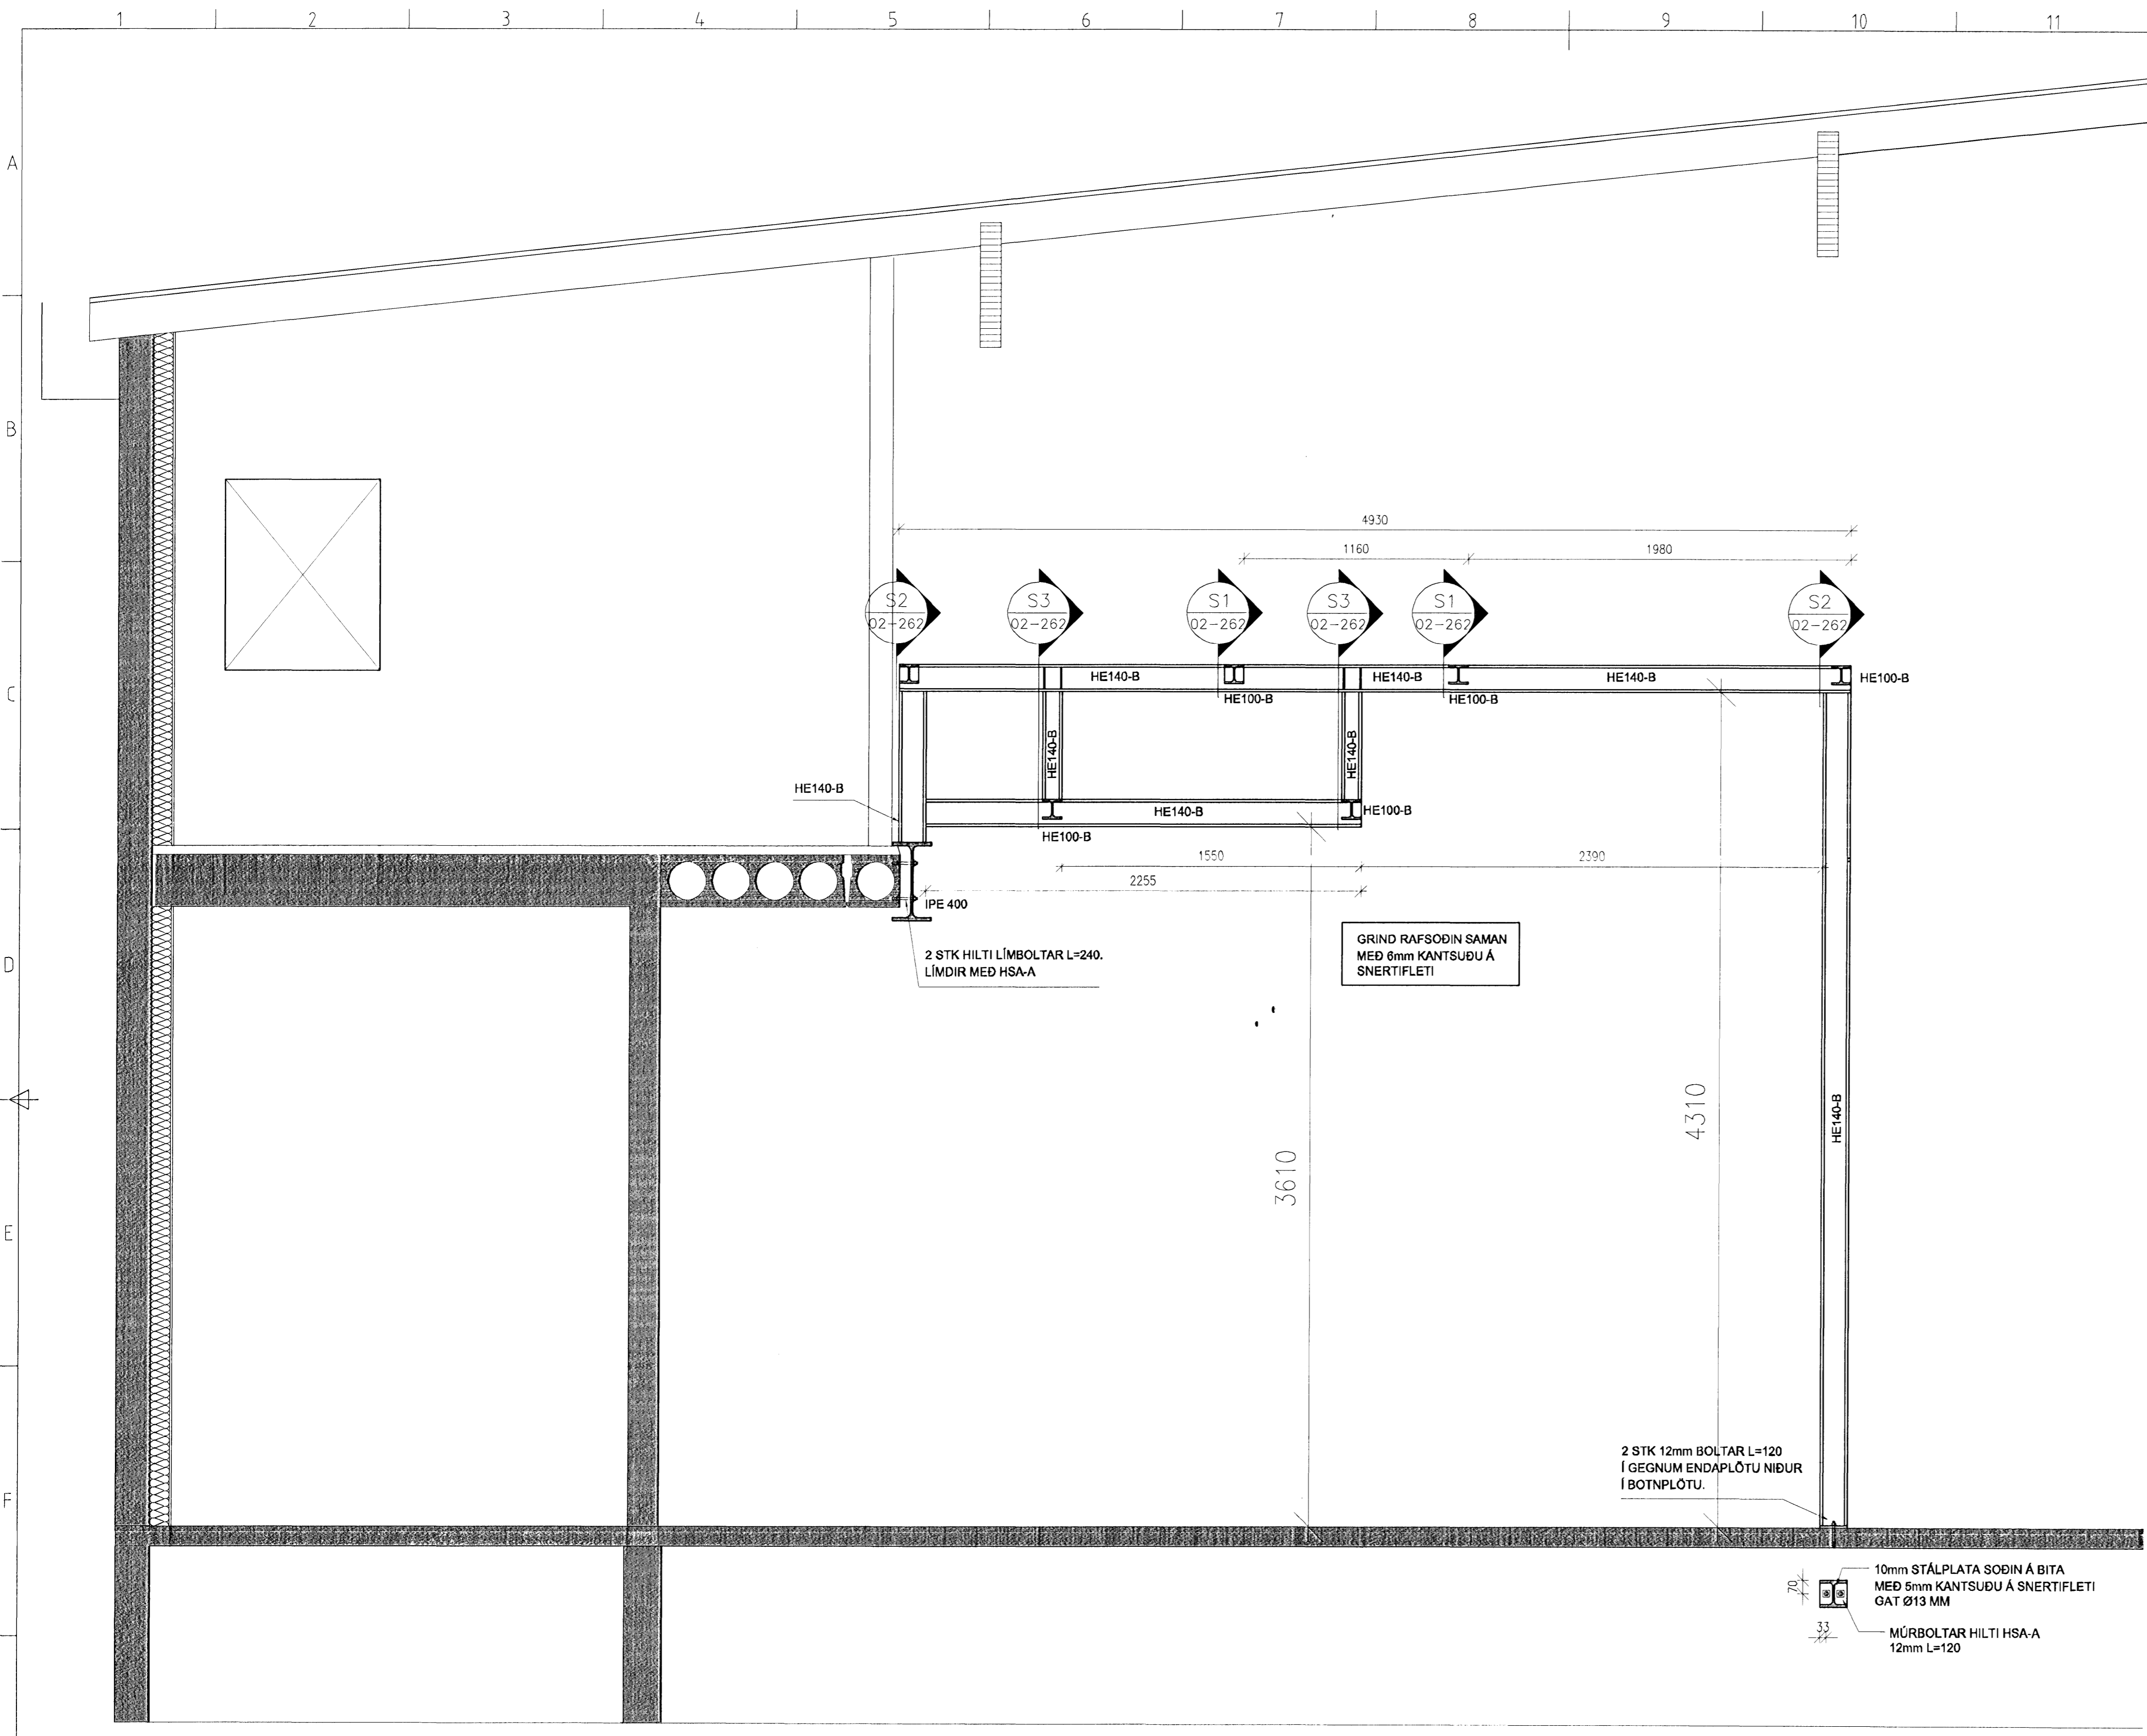 1 2 3 4 5 6 7 8 9 10 11
A
B
C
D
E
F
4930
1160 1980
S2 S3 S1 S3 S1 S2
02-262 02-262 02-262 02-262 02-262 02-262
HE140-B HE140-B HE140-B HE100-B
HE100-B HE100-B
HE140-B HE140-B
HE140-B
HE140-B HE100-B
HE100-B
1550 2390
2255
IPE 400
2 STK HILTI LÍMBOLTAR L=240.
LÍMDIR MEÐ HSA-A
GRIND RAFSOÐIN SAMAN
MEÐ 6mm KANTSUÐU Á
SNERTIFLETI
3610
4310
HE140-B
2 STK 12mm BOLTAR L=120
Í GEGNUM ENDAPLÖTU NIÐUR
Í BOTNPLÖTU.
10mm STÁLPLATA SOÐIN Á BITA
MEÐ 5mm KANTSUÐU Á SNERTIFLETI
GAT Ø13 MM
70
33
MÚRBOLTAR HILTI HSA-A
12mm L=120